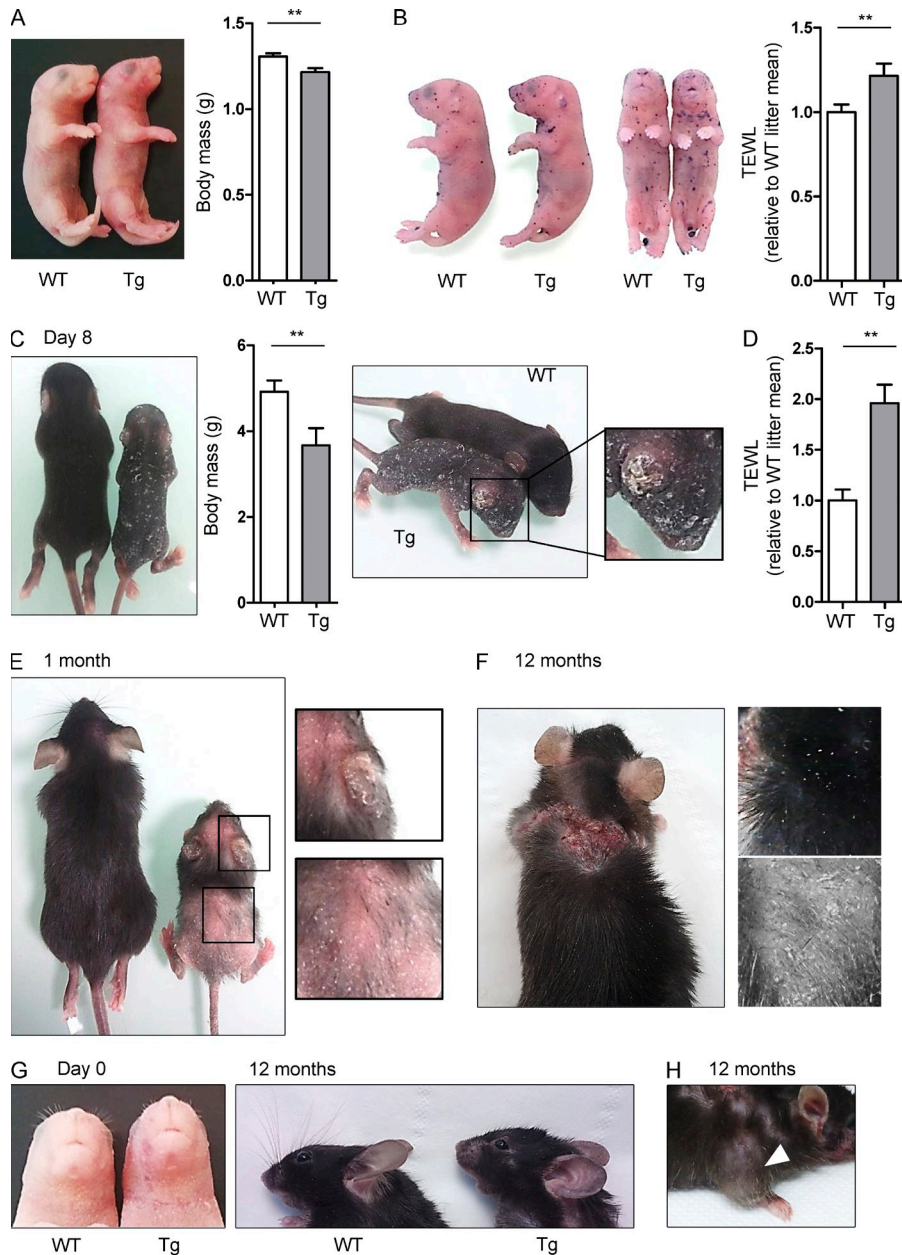 A
Body mass (g)
1.5
1.0
0.5
0.0
**
WT
Tg
WT
Tg
B
WT
Tg
WT
Tg
TEWL
(relative to WT litter mean)
1.5
1.0
0.5
0.0
**
WT
Tg
C Day 8
Body mass (g)
6
4
2
0
**
WT
Tg
WT
Tg
D
TEWL
(relative to WT litter mean)
2.5
2.0
1.5
1.0
0.5
0.0
**
WT
Tg
E 1 month
F 12 months
G Day 0
12 months
WT
Tg
WT
Tg
H 12 months